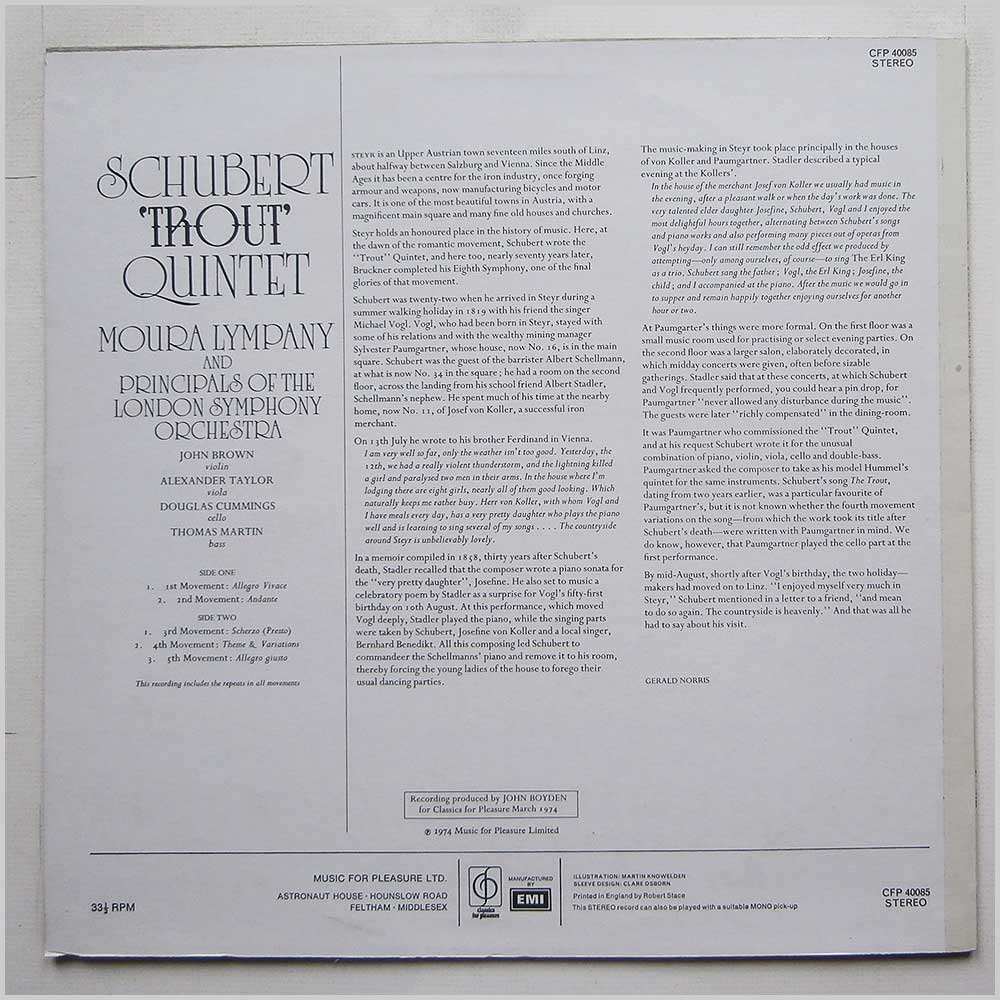 CFP 40085
STEREO
SCHUBERT
'TROUT'
QUINTET
MOURA LYMPANY
AND
PRINCIPALS OF THE
LONDON SYMPHONY
ORCHESTRA
JOHN BROWN
violin
ALEXANDER TAYLOR
viola
DOUGLAS CUMMINGS
cello
THOMAS MARTIN
bass
SIDE ONE
1. 1st Movement: Allegro Vivace
2. 2nd Movement: Andante
SIDE TWO
1. 3rd Movement: Scherzo (Presto)
2. 4th Movement: Theme & Variations
3. 5th Movement: Allegro giusto
This recording includes the repeats in all movements
STEYR is an Upper Austrian town seventeen miles south of Linz,
about halfway between Salzburg and Vienna. Since the Middle
Ages it has been a centre for the iron industry, once forging
armour and weapons, now manufacturing bicycles and motor
cars. It is one of the most beautiful towns in Austria, with a
magnificent main square and many fine old houses and churches.
Steyr holds an honoured place in the history of music. Here, at
the dawn of the romantic movement, Schubert wrote the
"Trout" Quintet, and here too, nearly seventy years later,
Bruckner completed his Eighth Symphony, one of the final
glories of that movement.
Schubert was twenty-two when he arrived in Steyr during a
summer walking holiday in 1819 with his friend the singer
Michael Vogl. Vogl, who had been born in Steyr, stayed with
some of his relations and with the wealthy mining manager
Sylvester Paumgartner, whose house, now No. 16, is in the main
square. Schubert was the guest of the barrister Albert Schellmann,
at what is now No. 34 in the square; he had a room on the second
floor, across the landing from his school friend Albert Stadler,
Schellmann's nephew. He spent much of his time at the nearby
home, now No. 11, of Josef von Koller, a successful iron
merchant.
On 13th July he wrote to his brother Ferdinand in Vienna.
I am very well so far, only the weather isn't too good. Yesterday, the
12th, we had a really violent thunderstorm, and the lightning killed
a girl and paralysed two men in their arms. In the house where I'm
lodging there are eight girls, nearly all of them good looking. Which
naturally keeps me rather busy. Herr von Koller, with whom Vogl and
I have meals every day, has a very pretty daughter who plays the piano
well and is learning to sing several of my songs . . . . The countryside
around Steyr is unbelievably lovely.
In a memoir compiled in 1858, thirty years after Schubert's
death, Stadler recalled that the composer wrote a piano sonata for
the "very pretty daughter", Josefine. He also set to music a
celebratory poem by Stadler as a surprise for Vogl's fifty-first
birthday on 10th August. At this performance, which moved
Vogl deeply, Stadler played the piano, while the singing parts
were taken by Schubert, Josefine von Koller and a local singer,
Bernhard Benedikt. All this composing led Schubert to
commandeer the Schellmanns' piano and remove it to his room,
thereby forcing the young ladies of the house to forego their
usual dancing parties.
The music-making in Steyr took place principally in the houses
of von Koller and Paumgartner. Stadler described a typical
evening at the Kollers'.
In the house of the merchant Josef von Koller we usually had music in
the evening, after a pleasant walk or when the day's work was done. The
very talented elder daughter Josefine, Schubert, Vogl and I enjoyed the
most delightful hours together, alternating between Schubert's songs
and piano works and also performing many pieces out of operas from
Vogl's heyday. I can still remember the odd effect we produced by
attempting—only among ourselves, of course—to sing The Erl King
as a trio. Schubert sang the father; Vogl, the Erl King; Josefine, the
child; and I accompanied at the piano. After the music we would go in
to supper and remain happily together enjoying ourselves for another
hour or two.
At Paumgarter's things were more formal. On the first floor was a
small music room used for practising or select evening parties. On
the second floor was a larger salon, elaborately decorated, in
which midday concerts were given, often before sizable
gatherings. Stadler said that at these concerts, at which Schubert
and Vogl frequently performed, you could hear a pin drop, for
Paumgartner "never allowed any disturbance during the music".
The guests were later "richly compensated" in the dining-room.
It was Paumgartner who commissioned the "Trout" Quintet,
and at his request Schubert wrote it for the unusual
combination of piano, violin, viola, cello and double-bass.
Paumgartner asked the composer to take as his model Hummel's
quintet for the same instruments. Schubert's song The Trout,
dating from two years earlier, was a particular favourite of
Paumgartner's, but it is not known whether the fourth movement
variations on the song—from which the work took its title after
Schubert's death—were written with Paumgartner in mind. We
do know, however, that Paumgartner played the cello part at the
first performance.
By mid-August, shortly after Vogl's birthday, the two holiday—
makers had moved on to Linz. "I enjoyed myself very much in
Steyr," Schubert mentioned in a letter to a friend, "and mean
to do so again. The countryside is heavenly." And that was all he
had to say about his visit.
GERALD NORRIS
Recording produced by JOHN BOYDEN
for Classics for Pleasure March 1974
℗ 1974 Music for Pleasure Limited
33⅓ RPM
MUSIC FOR PLEASURE LTD.
ASTRONAUT HOUSE · HOUNSLOW ROAD
FELTHAM · MIDDLESEX
classics
for pleasure
MANUFACTURED
BY
EMI
ILLUSTRATION: MARTIN KNOWELDEN
SLEEVE DESIGN: CLARE OSBORN
Printed in England by Robert Stace
This STEREO record can also be played with a suitable MONO pick-up
CFP 40085
STEREO